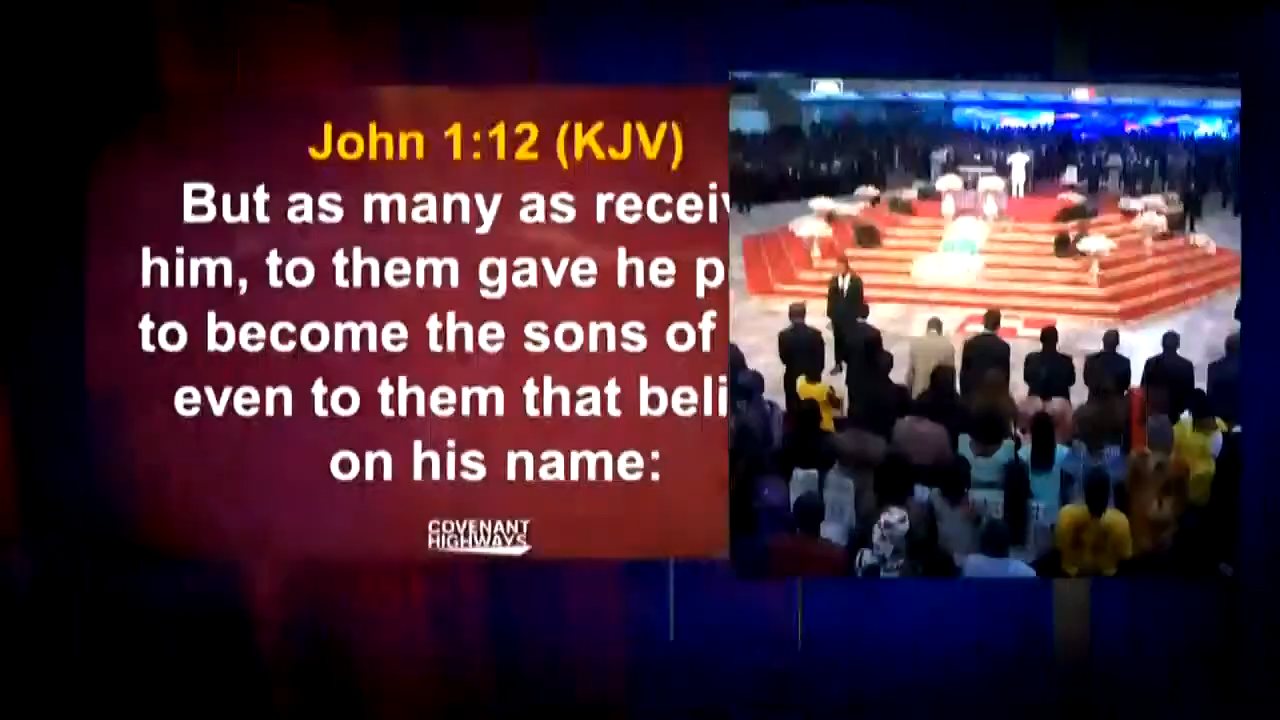 John 1:12 (KJV)
But as many as receiv
him, to them gave he p
to become the sons of
even to them that beli
on his name:
COVENANT
HIGHWAYS